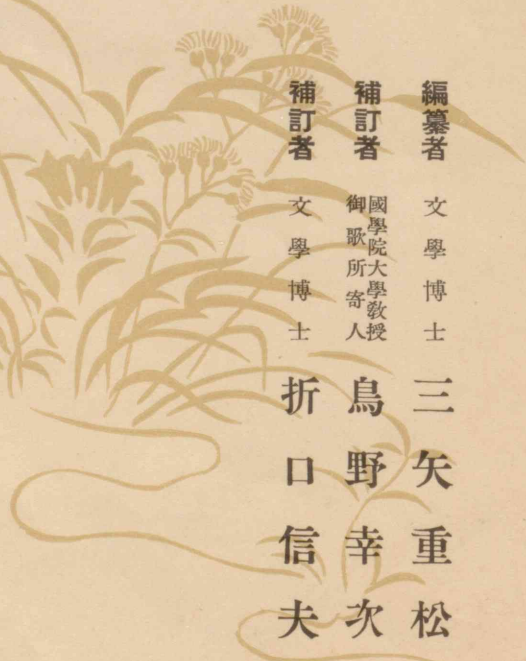 編纂者 文學博士 三矢重松
補訂者 國學院大學敎授 御歌所寄人 鳥野幸次
補訂者 文學博士 折口信夫